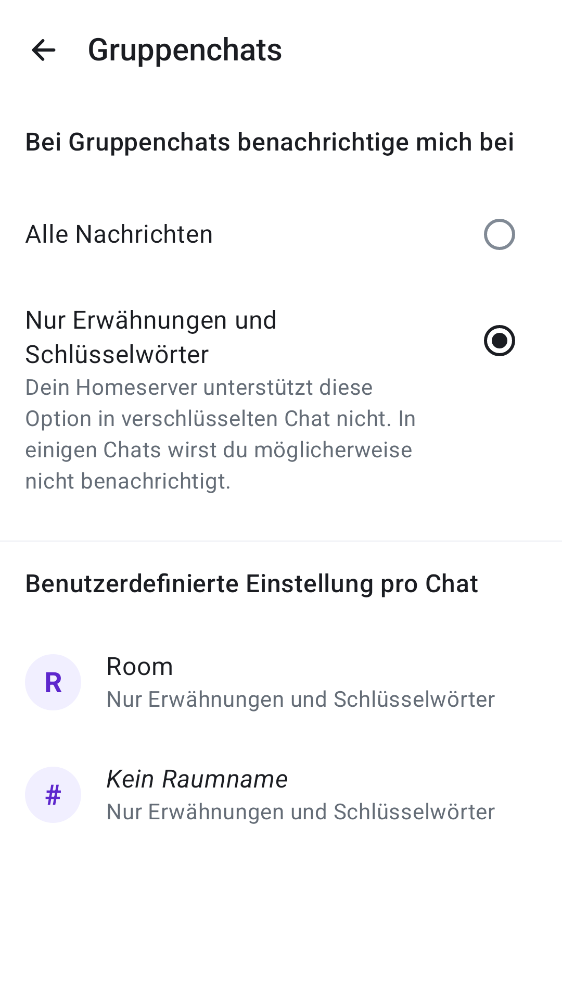 Gruppenchats
Bei Gruppenchats benachrichtige mich bei
Alle Nachrichten
Nur Erwähnungen und
Schlüsselwörter
Dein Homeserver unterstützt diese
Option in verschlüsselten Chat nicht. In
einigen Chats wirst du möglicherweise
nicht benachrichtigt.
Benutzerdefinierte Einstellung pro Chat
R
Room
Nur Erwähnungen und Schlüsselwörter
#
Kein Raumname
Nur Erwähnungen und Schlüsselwörter